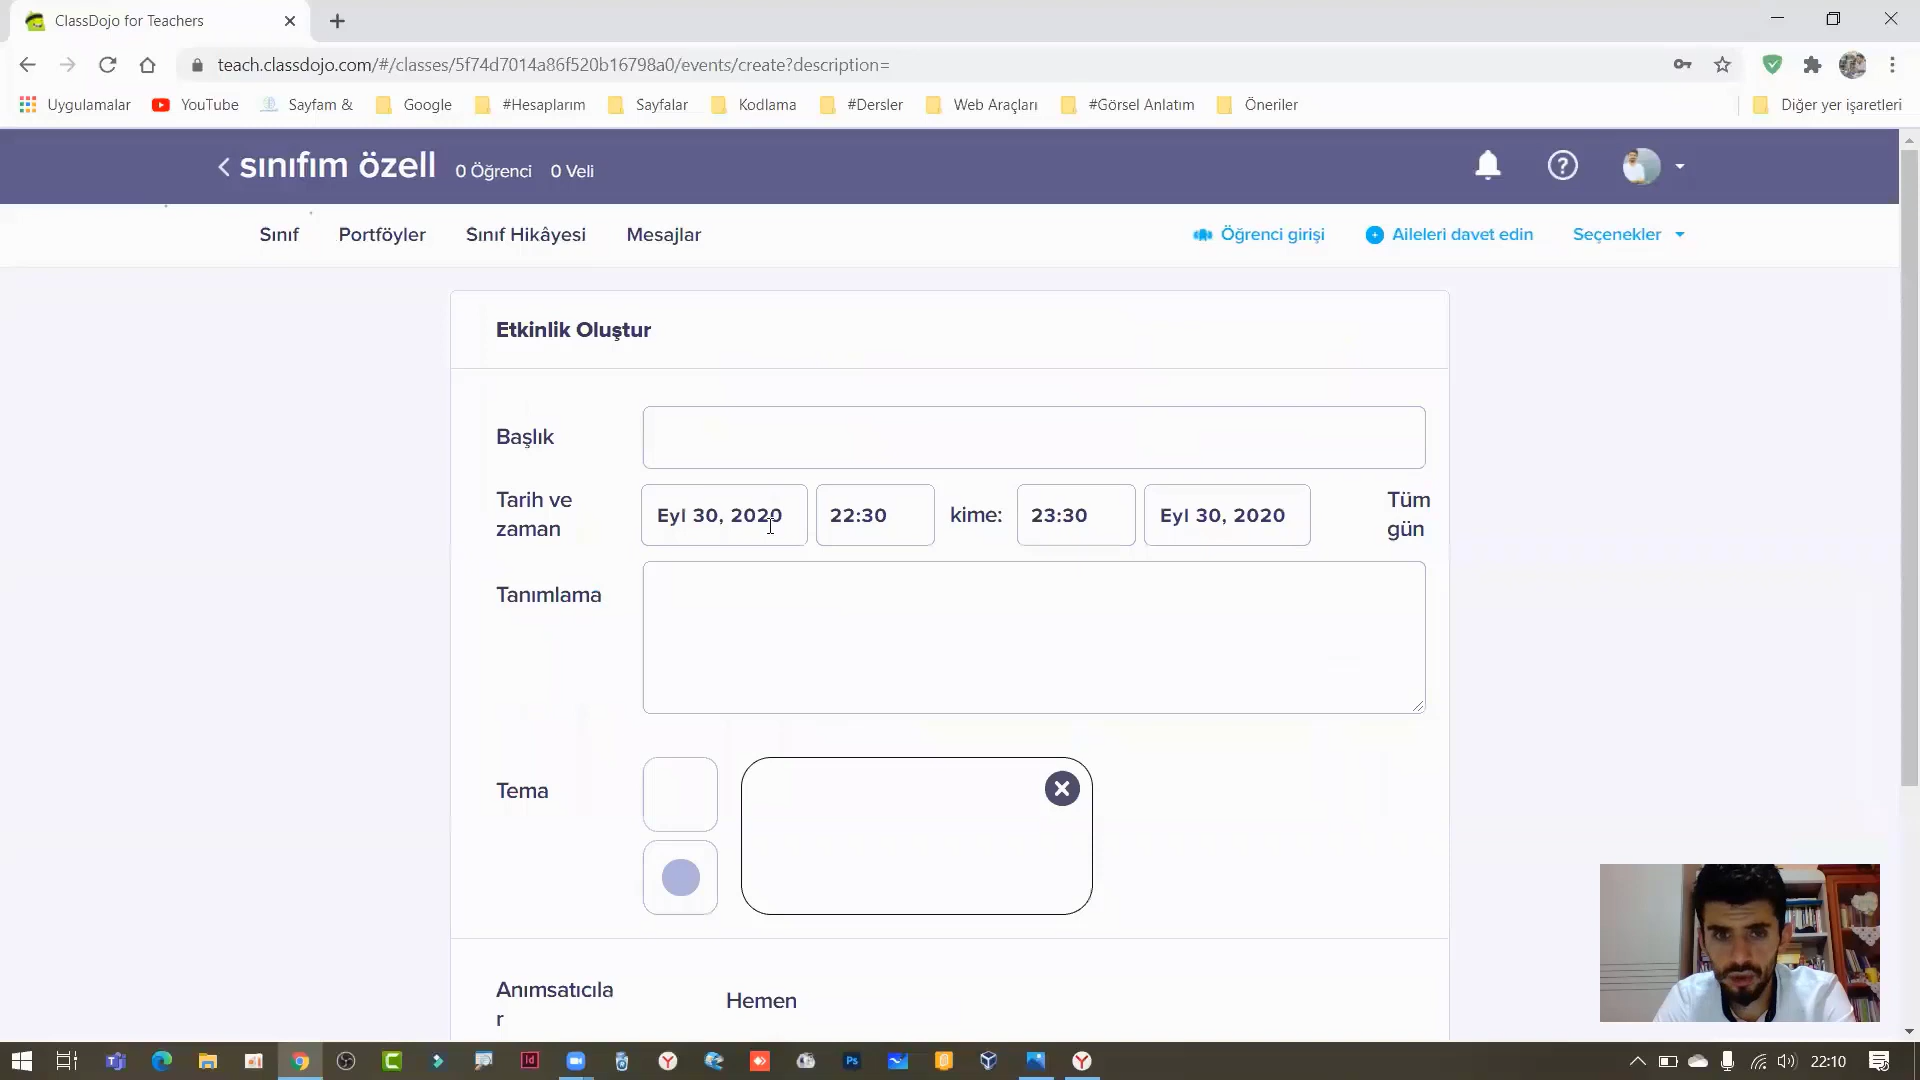 ClassDojo for Teachers
teach.classdojo.com/#/classes/5f74d7014a86f520b16798a0/events/create?description=
Uygulamalar YouTube Sayfam & Google #Hesaplarım Sayfalar Kodlama #Dersler Web Araçları #Görsel Anlatım Öneriler Diğer yer işaretleri
sınıfım özell 0 Öğrenci 0 Veli
Sınıf Portföyler Sınıf Hikâyesi Mesajlar Öğrenci girişi Aileleri davet edin Seçenekler
Etkinlik Oluştur
Başlık
Tarih ve
zaman
Eyl 30, 2020 22:30 kime: 23:30 Eyl 30, 2020
Tüm
gün
Tanımlama
Tema
Anımsatıcıla
r
Hemen
22:10